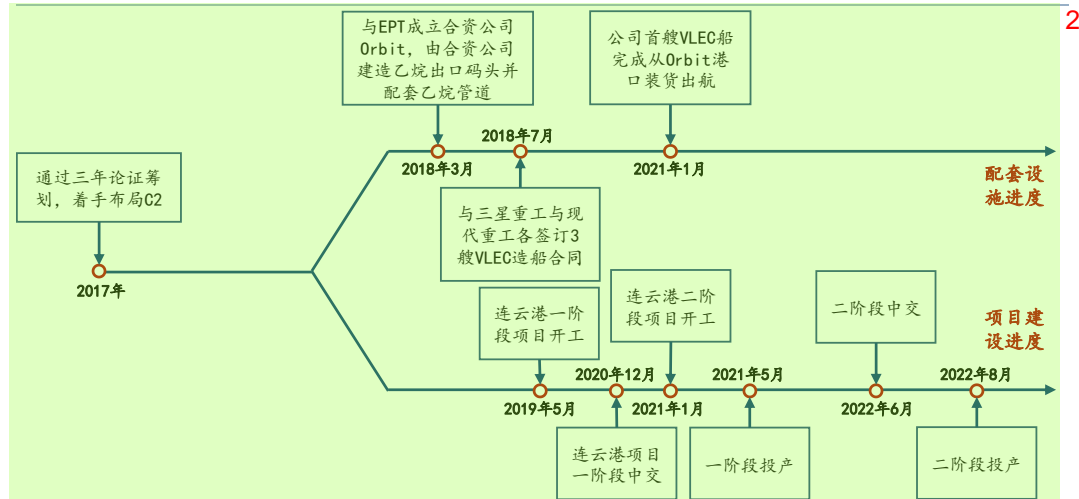 2
与EPT成立合资公司
Orbit，由合资公司
建造乙烷出口码头并
配套乙烷管道
公司首艘VLEC船
完成从Orbit港
口装货出航
2018年7月
2018年3月
2021年1月
配套设
施进度
通过三年论证筹
划，着手布局C2
2017年
与三星重工与现
代重工各签订3
艘VLEC造船合同
连云港一阶
段项目开工
连云港二阶
段项目开工
二阶段中交
项目建
设进度
2020年12月
2021年5月
2022年8月
2019年5月
2021年1月
2022年6月
连云港项目
一阶段中交
一阶段投产
二阶段投产